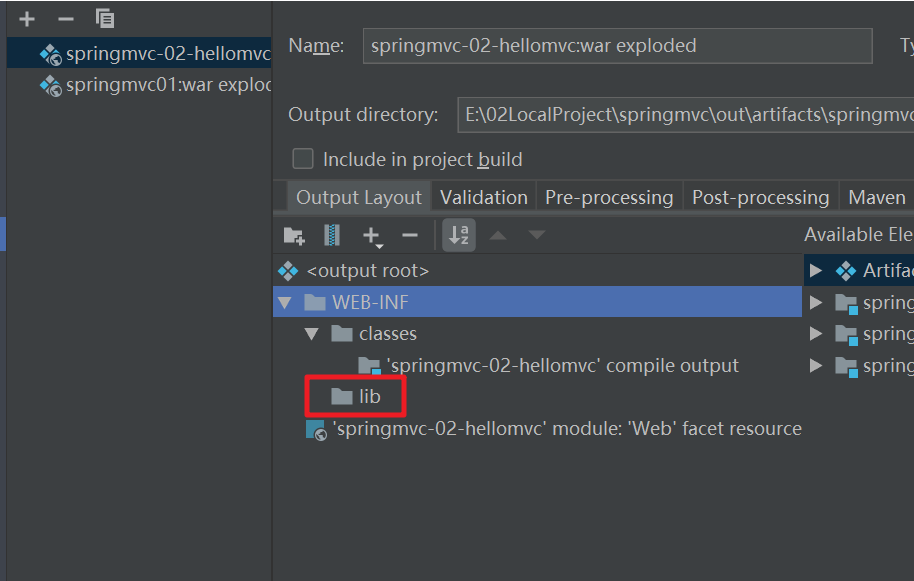 springmvc-02-hellomvc
springmvc01:war explod
Name: springmvc-02-hellomvc:war exploded Ty
Output directory: E:\02LocalProject\springmvc\out\artifacts\springmvc
Include in project build
Output Layout Validation Pre-processing Post-processing Maven
Available Ele
<output root>
WEB-INF
classes
'springmvc-02-hellomvc' compile output
lib
'springmvc-02-hellomvc' module: 'Web' facet resource
Artifac
spring
spring
spring